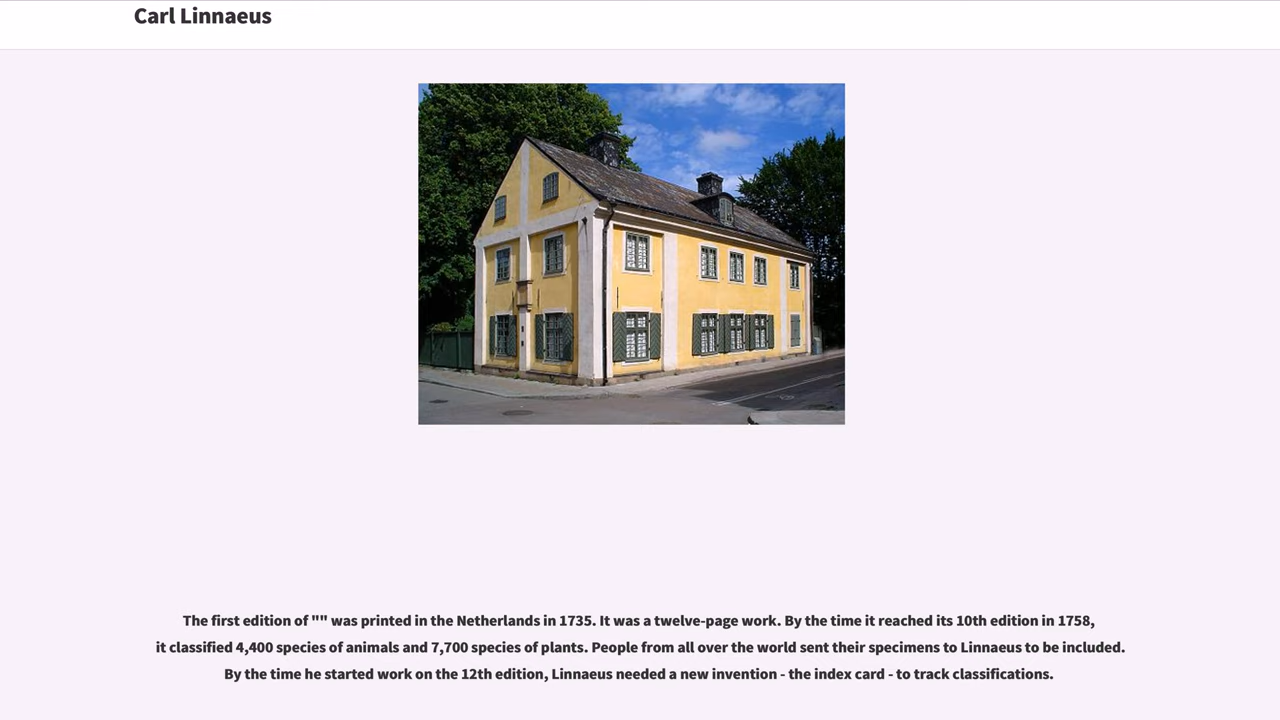 Carl Linnaeus
The first edition of "" was printed in the Netherlands in 1735. It was a twelve-page work. By the time it reached its 10th edition in 1758,
it classified 4,400 species of animals and 7,700 species of plants. People from all over the world sent their specimens to Linnaeus to be included.
By the time he started work on the 12th edition, Linnaeus needed a new invention - the index card - to track classifications.